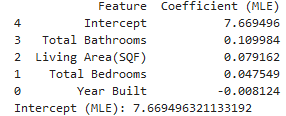 Feature Coefficient (MLE)
4 Intercept 7.669496
3 Total Bathrooms 0.109984
2 Living Area(SQF) 0.079162
1 Total Bedrooms 0.047549
0 Year Built -0.008124
Intercept (MLE): 7.669496321133192